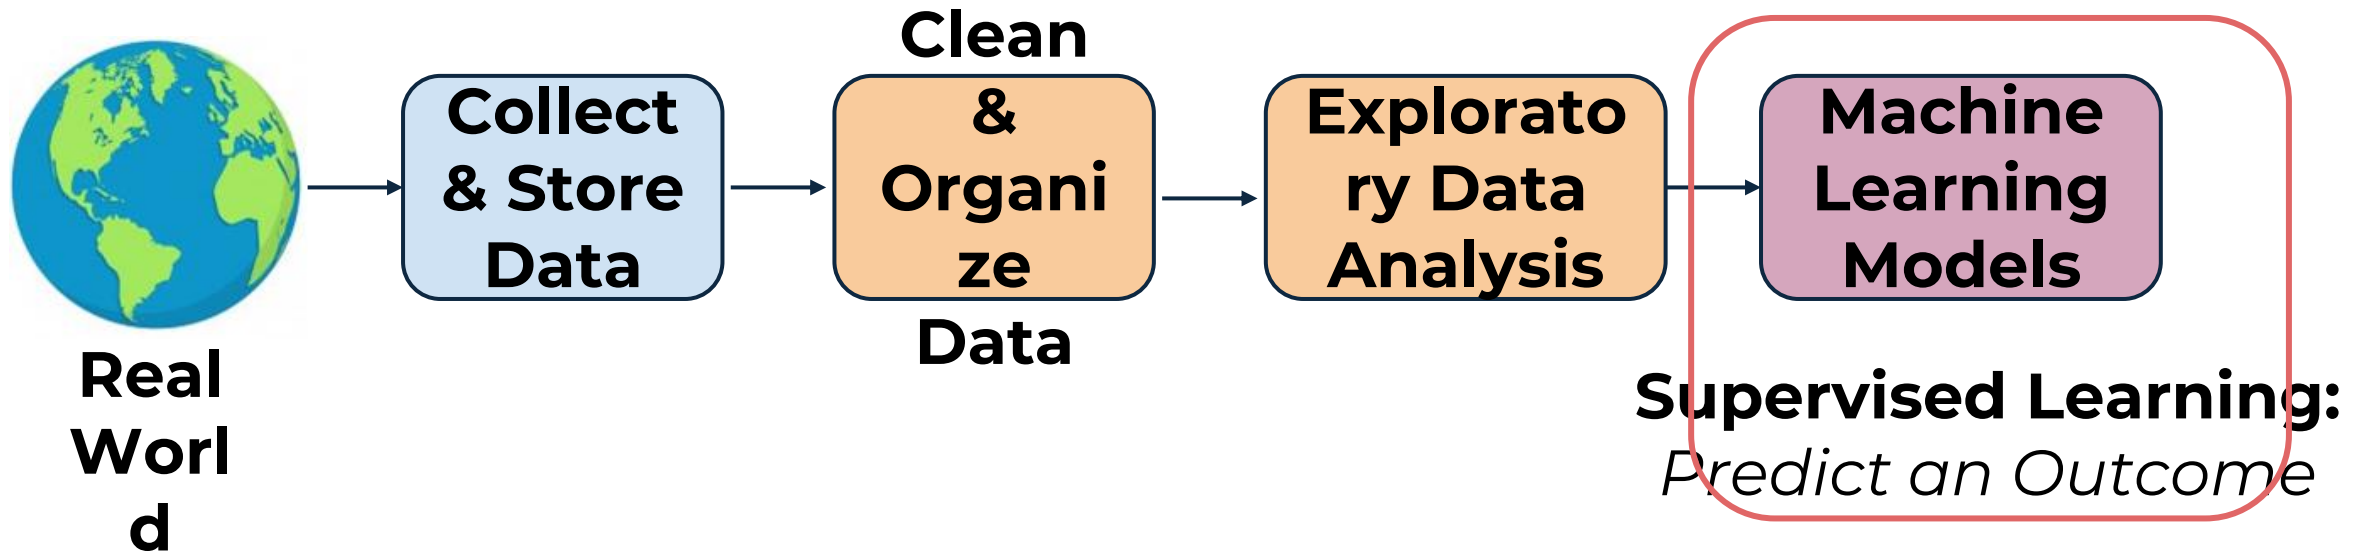 Real
Worl
d
Collect
& Store
Data
Clean
&
Organi
ze
Data
Explorato
ry Data
Analysis
Machine
Learning
Models
Supervised Learning:
Predict an Outcome